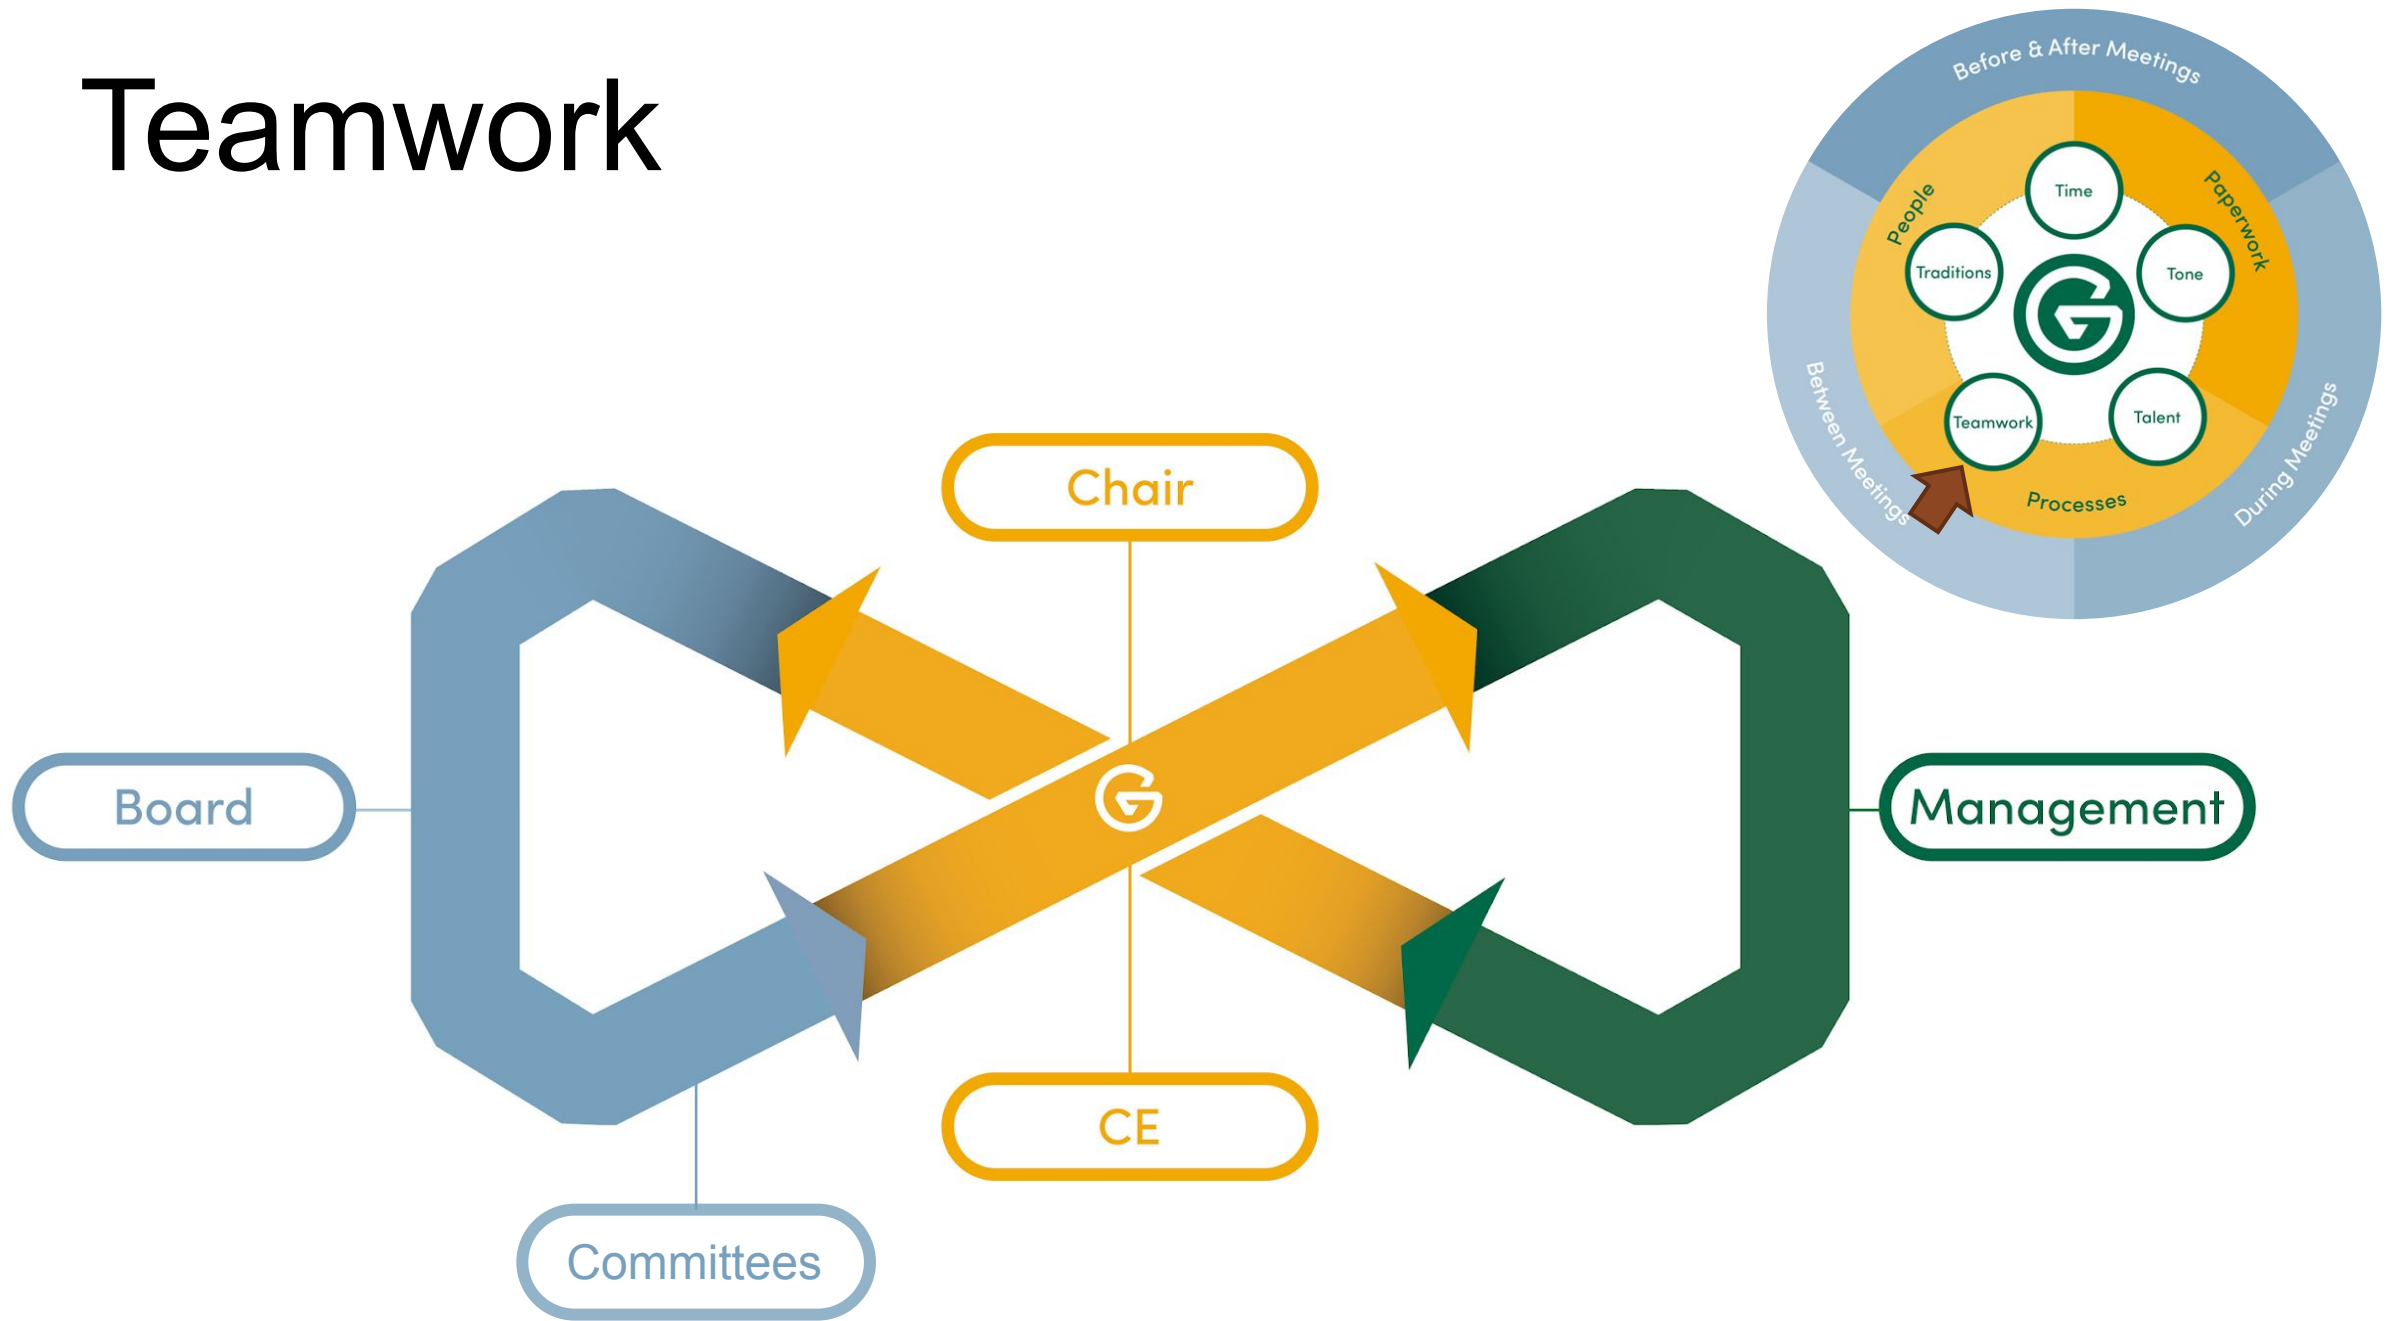 Teamwork
Before & After Meetings
People
Paperwork
Time
Traditions
Tone
Teamwork
Talent
Processes
Between Meetings
During Meetings
Chair
Board
Management
CE
Committees